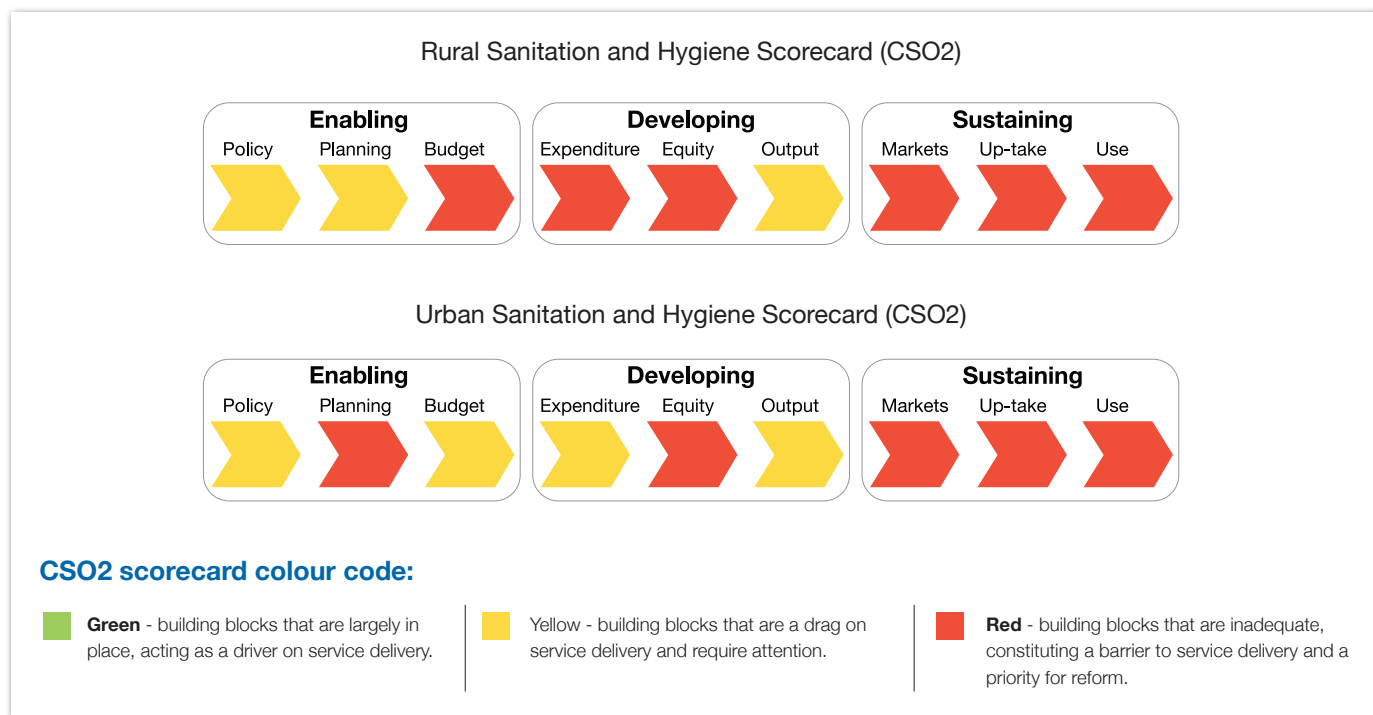 Rural Sanitation and Hygiene Scorecard (CSO2)
Enabling
Developing
Sustaining
Policy
Planning
Budget
Expenditure
Equity
Output
Markets
Up-take
Use
Urban Sanitation and Hygiene Scorecard (CSO2)
Enabling
Developing
Sustaining
Policy
Planning
Budget
Expenditure
Equity
Output
Markets
Up-take
Use
CSO2 scorecard colour code:
Green - building blocks that are largely in
place, acting as a driver on service delivery.
Yellow - building blocks that are a drag on
service delivery and require attention.
Red - building blocks that are inadequate,
constituting a barrier to service delivery and a
priority for reform.